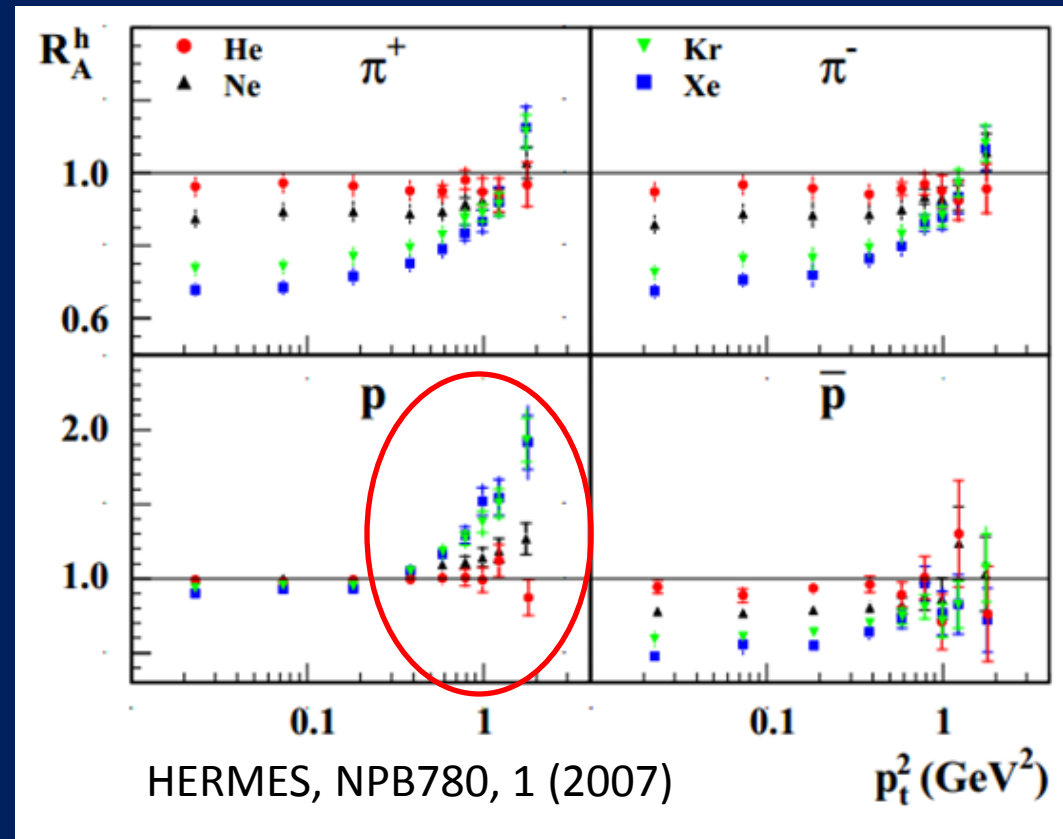 R_A^h
He
Ne
π⁺
Kr
Xe
π⁻
1.0
0.6
p
p̅
2.0
1.0
0.1 1 0.1 1
HERMES, NPB780, 1 (2007)
p_t^2 (GeV^2)